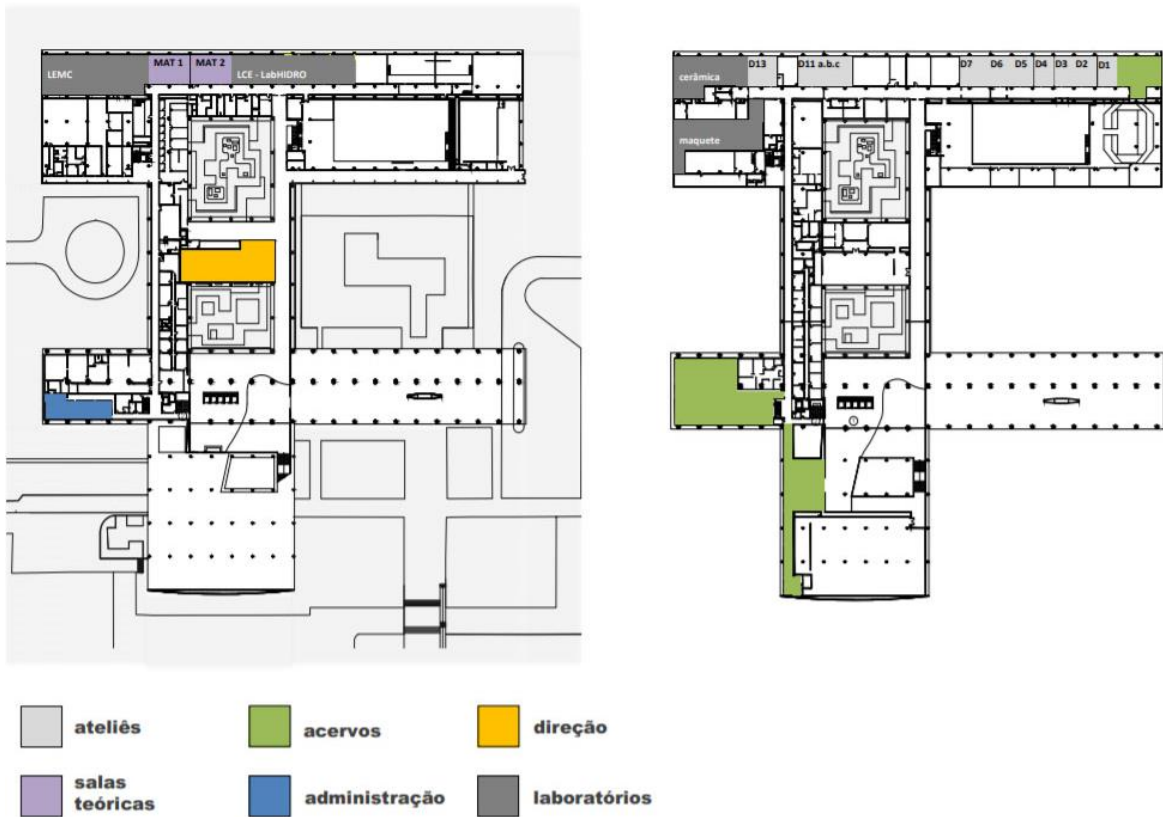 MAT 1
MAT 2
LEMC
LCE - LabHIDRO
D13
D11 a.b.c
D7
D6
D5
D4
D3
D2
D1
cerâmica
maquete
ateliês
acervos
direção
salas
teóricas
administração
laboratórios